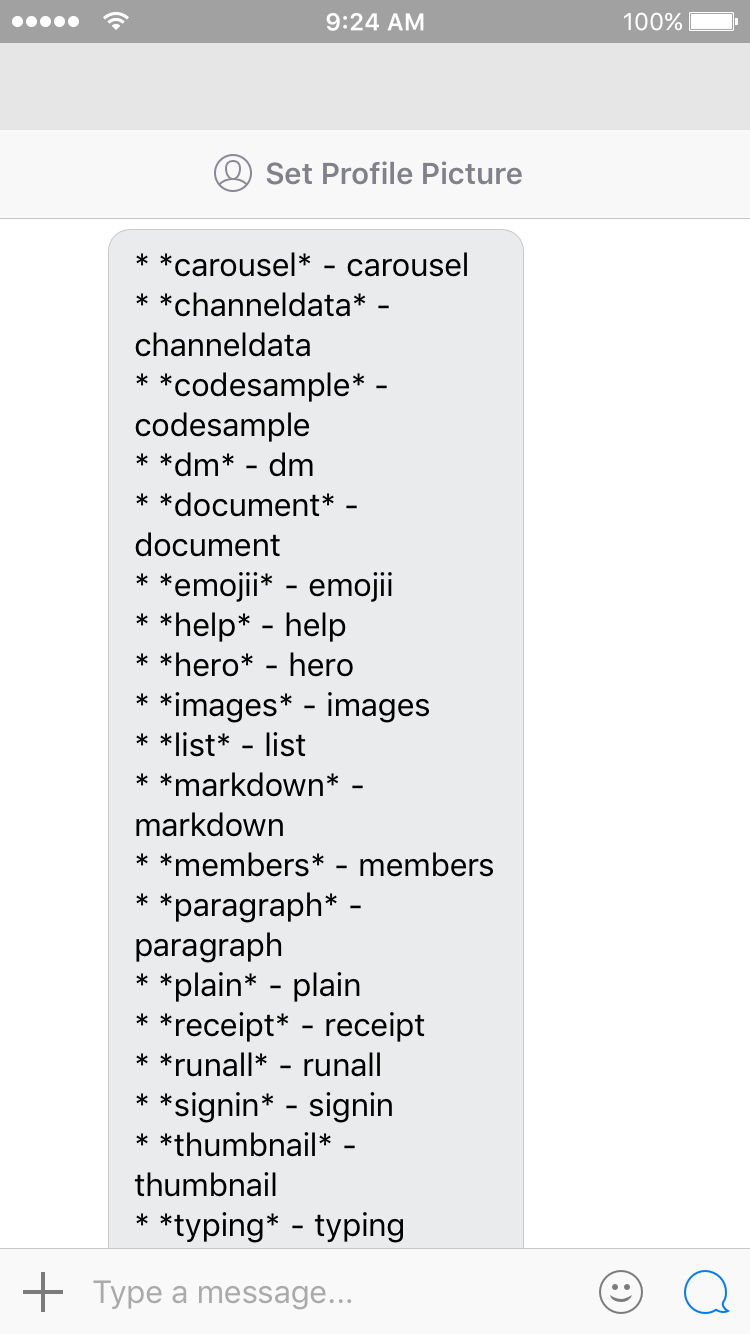 9:24 AM 100%
Set Profile Picture
* *carousel* - carousel
* *channeldata* -
channeldata
* *codesample* -
codesample
* *dm* - dm
* *document* -
document
* *emojii* - emojii
* *help* - help
* *hero* - hero
* *images* - images
* *list* - list
* *markdown* -
markdown
* *members* - members
* *paragraph* -
paragraph
* *plain* - plain
* *receipt* - receipt
* *runall* - runall
* *signin* - signin
* *thumbnail* -
thumbnail
* *typing* - typing
Type a message...